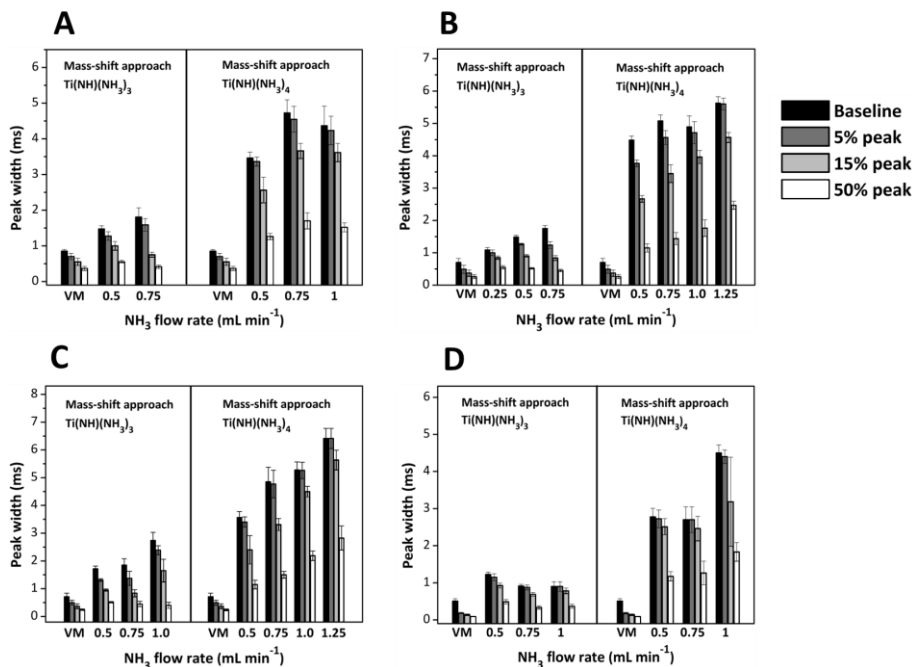 A
Peak width (ms)
6
5
4
3
2
1
0
Mass-shift approach
Ti(NH)(NH₃)₃
Mass-shift approach
Ti(NH)(NH₃)₄
VM 0.5 0.75 VM 0.5 0.75 1
NH₃ flow rate (mL min⁻¹)
B
Peak width (ms)
7
6
5
4
3
2
1
0
Mass-shift approach
Ti(NH)(NH₃)₃
Mass-shift approach
Ti(NH)(NH₃)₄
VM 0.25 0.5 0.75 VM 0.5 0.75 1.0 1.25
NH₃ flow rate (mL min⁻¹)
Baseline
5% peak
15% peak
50% peak
C
Peak width (ms)
8
7
6
5
4
3
2
1
0
Mass-shift approach
Ti(NH)(NH₃)₃
Mass-shift approach
Ti(NH)(NH₃)₄
VM 0.5 0.75 1.0 VM 0.5 0.75 1.0 1.25
NH₃ flow rate (mL min⁻¹)
D
Peak width (ms)
6
5
4
3
2
1
0
Mass-shift approach
Ti(NH)(NH₃)₃
Mass-shift approach
Ti(NH)(NH₃)₄
VM 0.5 0.75 1 VM 0.5 0.75 1
NH₃ flow rate (mL min⁻¹)